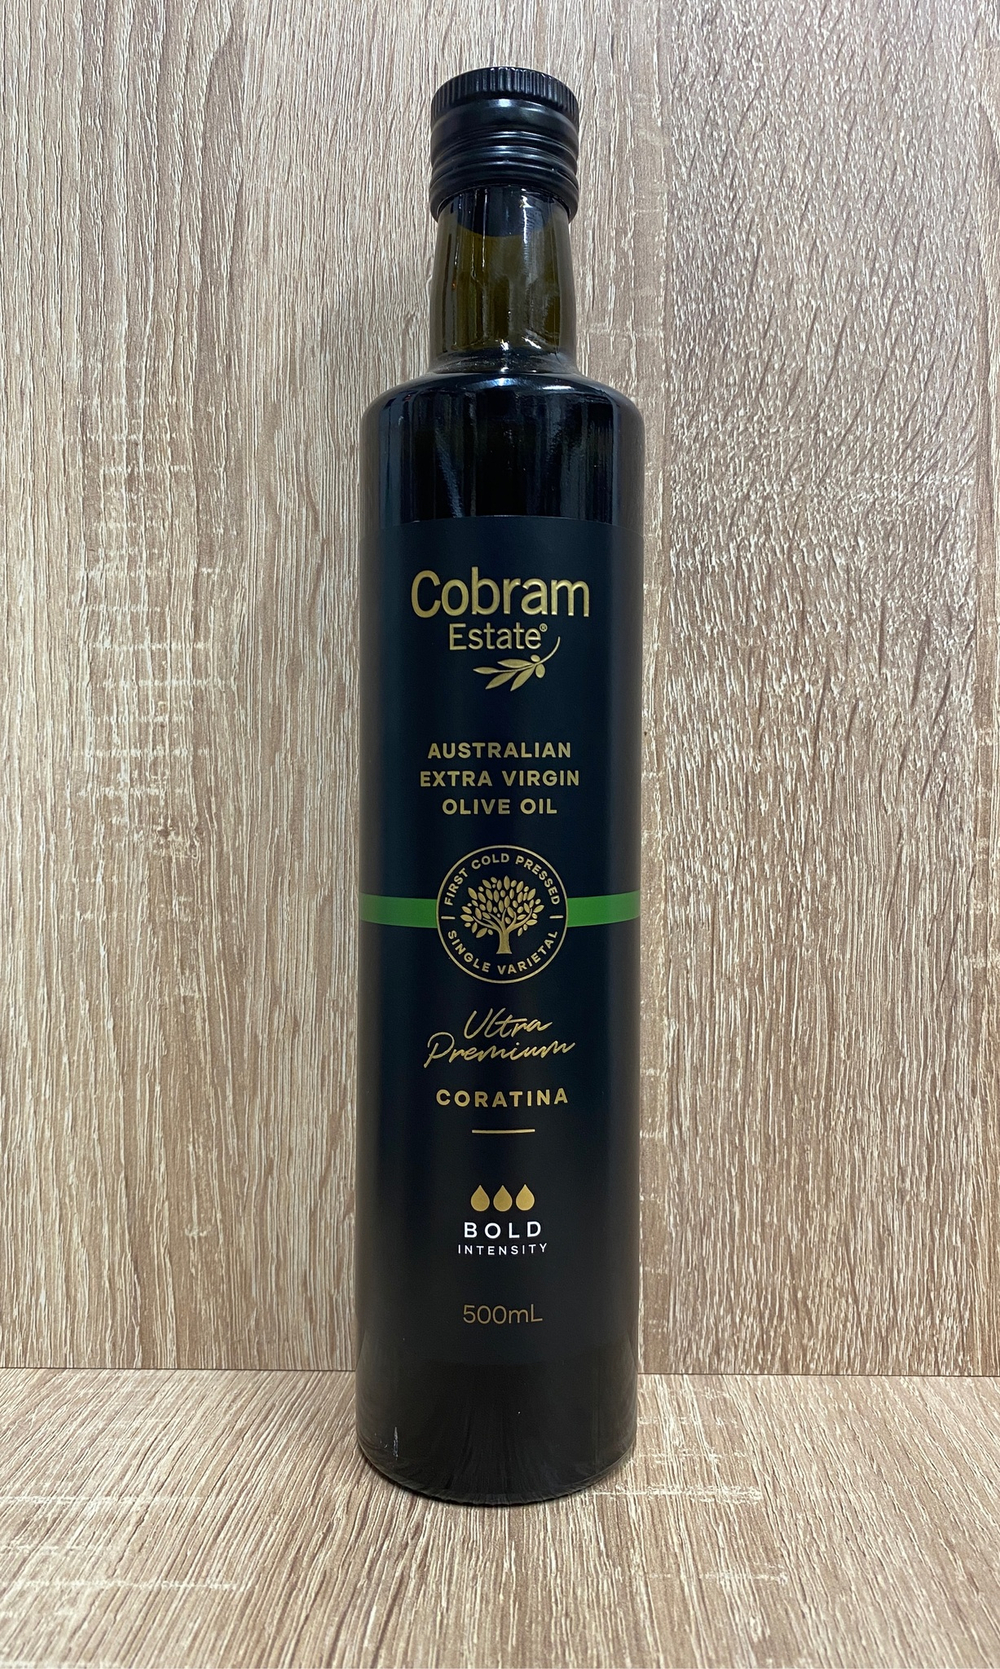 Cobram
Estate®
AUSTRALIAN
EXTRA VIRGIN
OLIVE OIL
FIRST COLD PRESSED
SINGLE VARIETAL
Ultra
Premium
CORATINA
BOLD
INTENSITY
500mL